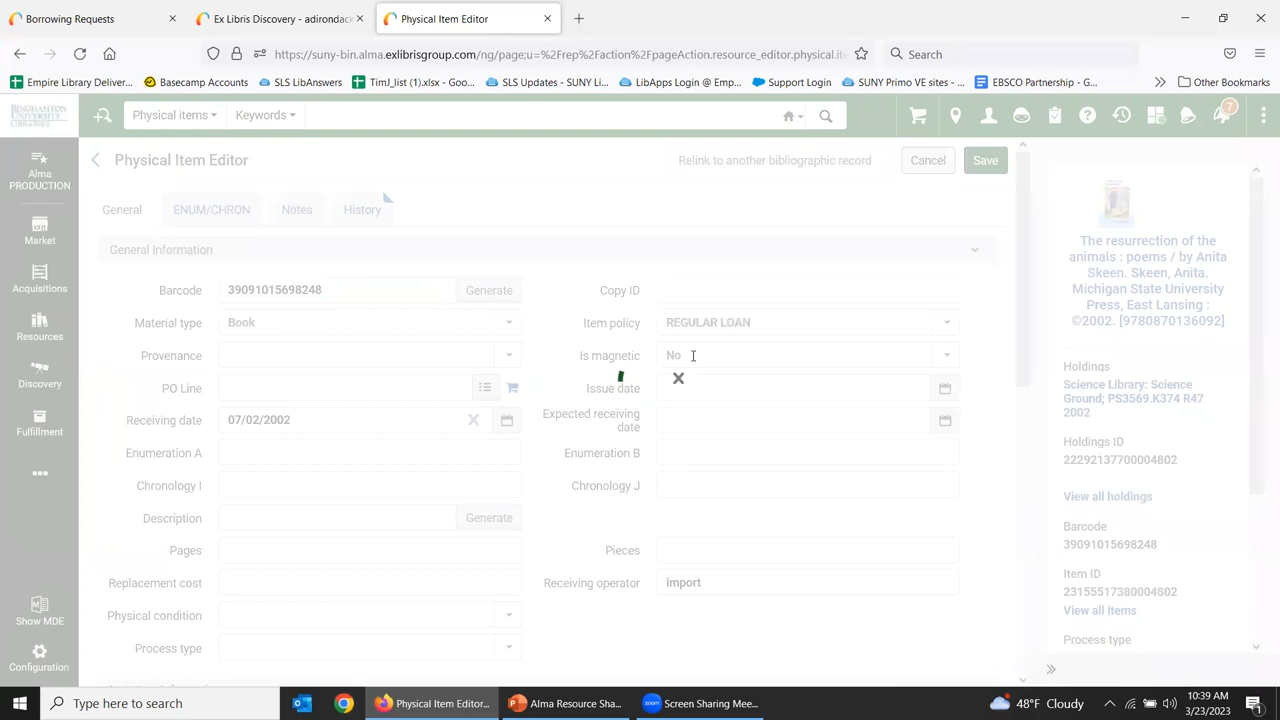 Borrowing Requests
Ex Libris Discovery - adirondack
Physical Item Editor
https://suny-bin.alma.exlibrisgroup.com/ng/page;u=%2Frep%2Faction%2FpageAction.resource_editor.physical.ite
Search
Empire Library Deliver...
Basecamp Accounts
SLS LibAnswers
TimJ_list (1).xlsx - Goo...
SLS Updates - SUNY Li...
LibApps Login @ Emp...
Support Login
SUNY Primo VE sites - ...
EBSCO Partnership - G...
Other Bookmarks
BINGHAMTON
UNIVERSITY
LIBRARIES
Physical items
Keywords
7
Alma
PRODUCTION
Market
Acquisitions
Resources
Discovery
Fulfillment
Show MDE
Configuration
Physical Item Editor
Relink to another bibliographic record
Cancel
Save
General
ENUM/CHRON
Notes
History
General Information
Barcode
39091015698248
Generate
Copy ID
Material type
Book
Item policy
REGULAR LOAN
Provenance
Is magnetic
No
PO Line
Issue date
Receiving date
07/02/2002
Expected receiving
date
Enumeration A
Enumeration B
Chronology I
Chronology J
Description
Generate
Pages
Pieces
Replacement cost
Receiving operator
import
Physical condition
Process type
The resurrection of the
animals : poems / by Anita
Skeen. Skeen, Anita.
Michigan State University
Press, East Lansing :
©2002. [9780870136092]
Holdings
Science Library: Science
Ground; PS3569.K374 R47
2002
Holdings ID
22292137700004802
View all holdings
Barcode
39091015698248
Item ID
23155517380004802
View all items
Process type
Type here to search
Physical Item Editor...
Alma Resource Sha...
Screen Sharing Mee...
48°F Cloudy
10:39 AM
3/23/2023
1